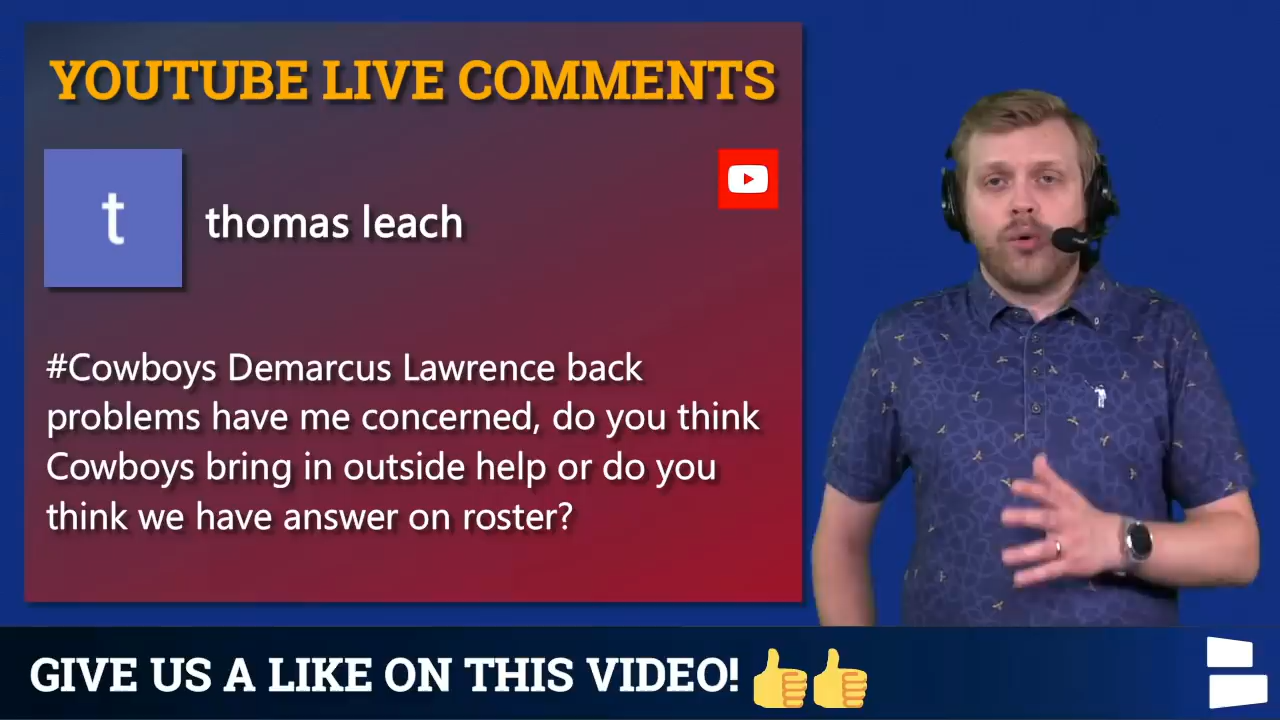 YOUTUBE LIVE COMMENTS
t
thomas leach
#Cowboys Demarcus Lawrence back
problems have me concerned, do you think
Cowboys bring in outside help or do you
think we have answer on roster?
GIVE US A LIKE ON THIS VIDEO!